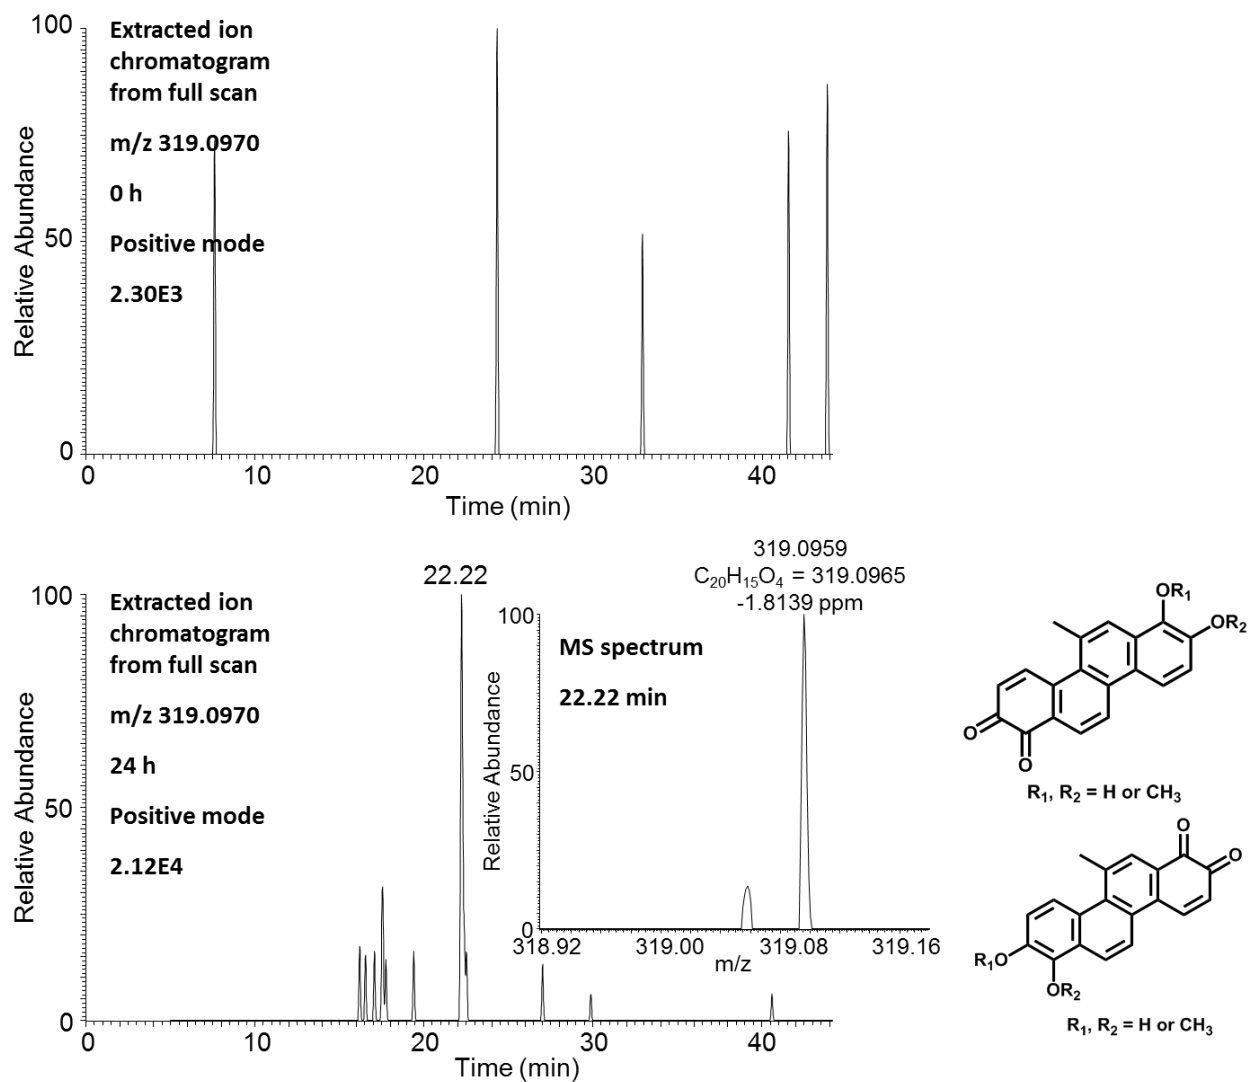 100
Extracted ion
chromatogram
from full scan
m/z 319.0970
0 h
50
Positive mode
2.30E3
0
Relative Abundance
0 10 20 30 40
Time (min)
22.22
319.0959
C₂₀H₁₅O₄ = 319.0965
-1.8139 ppm
100
Extracted ion
chromatogram
from full scan
m/z 319.0970
24 h
50
Positive mode
2.12E4
0
Relative Abundance
0 10 20 30 40
Time (min)
100
MS spectrum
22.22 min
50
0
Relative Abundance
318.92 319.00 319.08 319.16
m/z
OR₁
OR₂
O
O
R₁, R₂ = H or CH₃
O
O
R₁O
OR₂
R₁, R₂ = H or CH₃